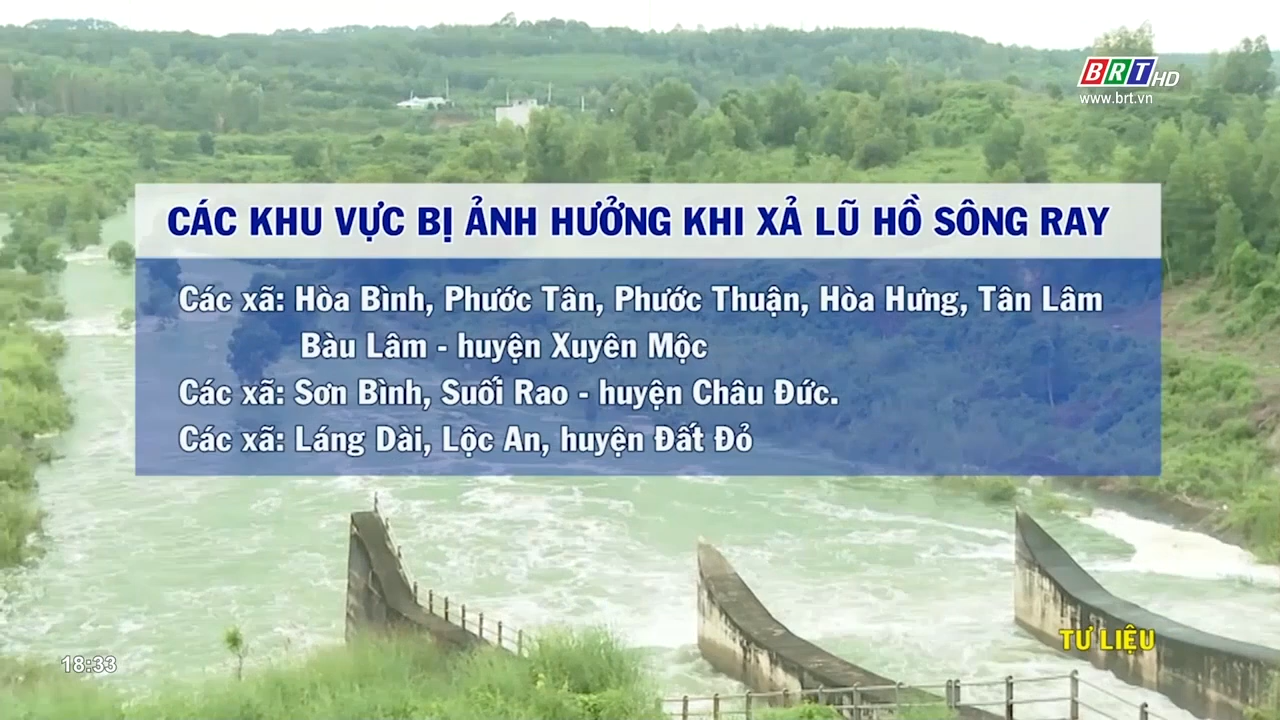 BRT HD
www.brt.vn
CÁC KHU VỰC BỊ ẢNH HƯỞNG KHI XẢ LŨ HỒ SÔNG RAY
Các xã: Hòa Bình, Phước Tân, Phước Thuận, Hòa Hưng, Tân Lâm
Bàu Lâm - huyện Xuyên Mộc
Các xã: Sơn Bình, Suối Rao - huyện Châu Đức.
Các xã: Láng Dài, Lộc An, huyện Đất Đỏ
TƯ LIỆU
18:33